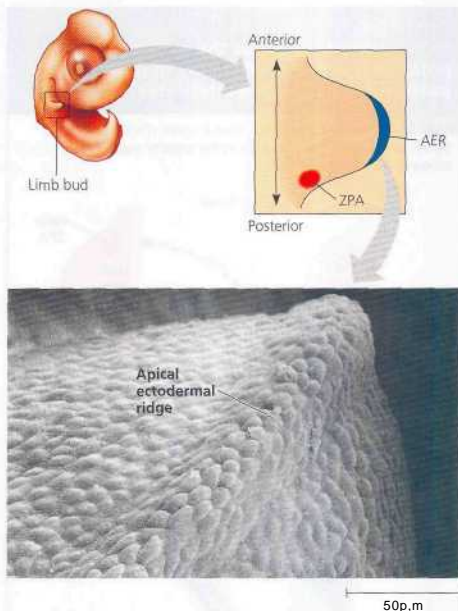 Anterior
AER
Limb bud
ZPA
Posterior
Apical
ectodermal
ridge
50p,m